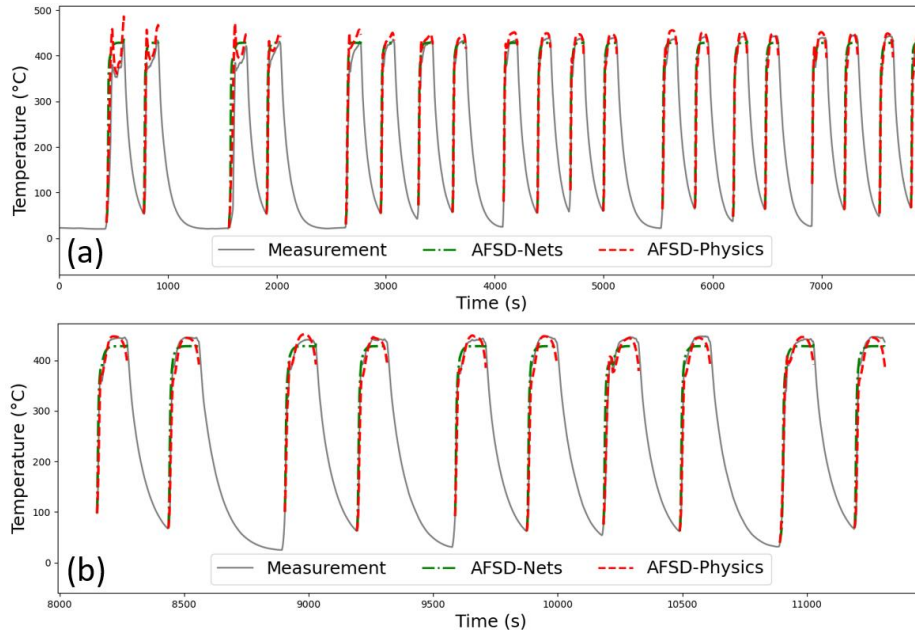 500
400
300
200
100
0
Temperature (°C)
(a)
Measurement
AFSD-Nets
AFSD-Physics
0
1000
2000
3000
4000
5000
6000
7000
Time (s)
400
300
200
100
0
Temperature (°C)
(b)
Measurement
AFSD-Nets
AFSD-Physics
8000
8500
9000
9500
10000
10500
11000
Time (s)